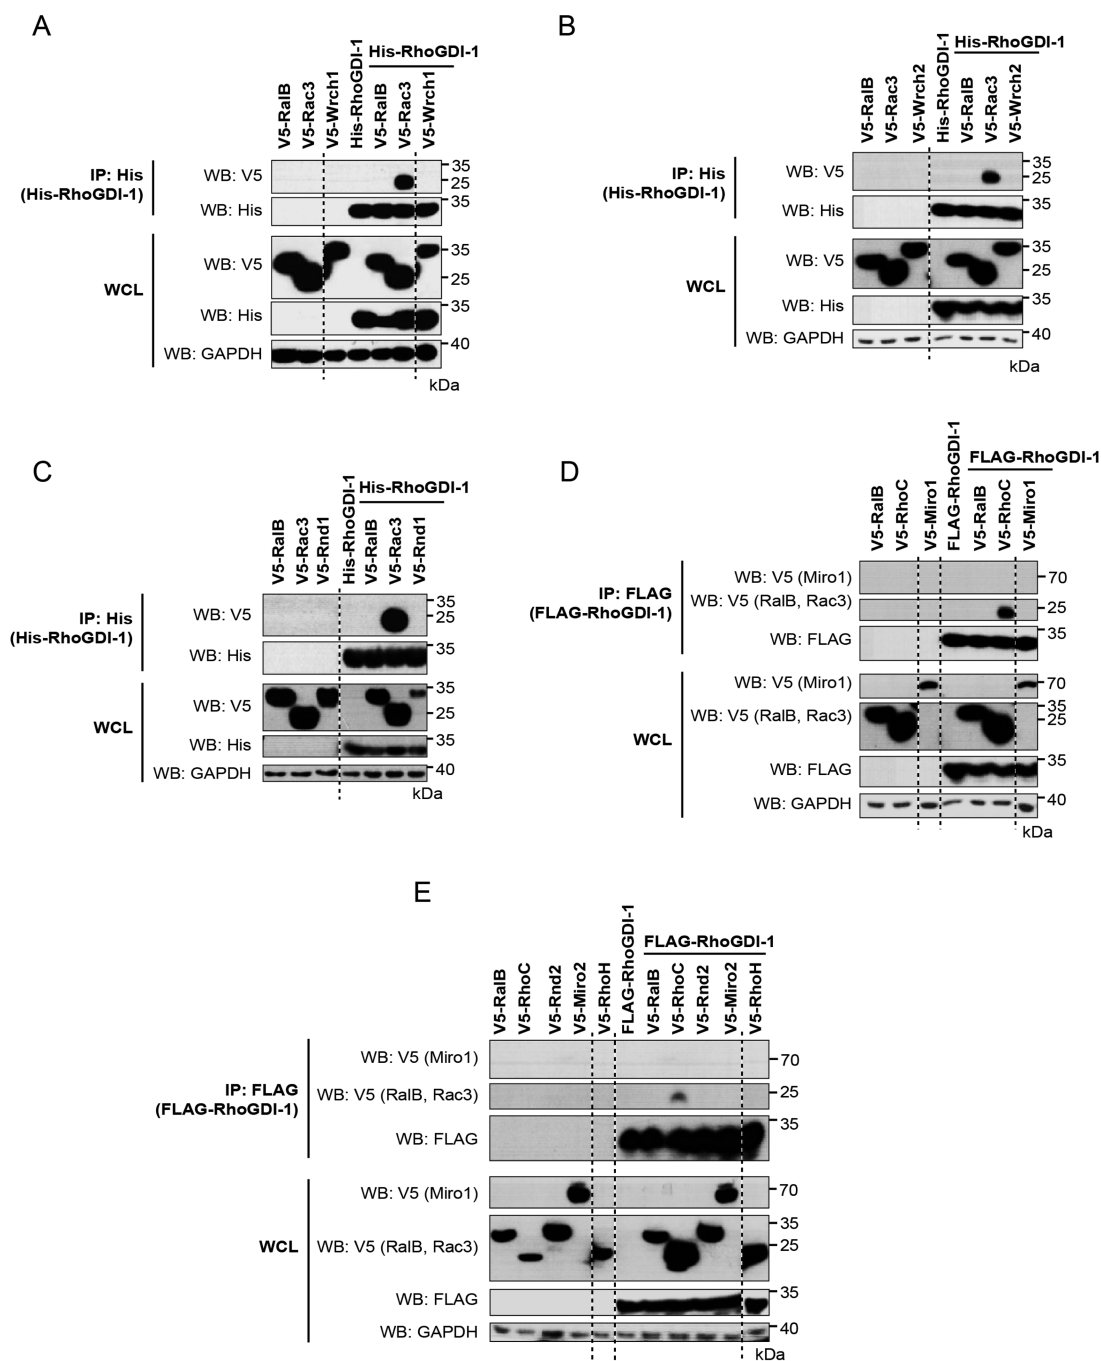 A
His-RhoGDI-1
V5-RalB
V5-Rac3
V5-Wrch1
His-RhoGDI-1
V5-RalB
V5-Rac3
V5-Wrch1
IP: His
(His-RhoGDI-1)
WB: V5
35
25
WB: His
35
WCL
WB: V5
35
25
WB: His
35
WB: GAPDH
40
kDa
B
His-RhoGDI-1
V5-RalB
V5-Rac3
V5-Wrch2
His-RhoGDI-1
V5-RalB
V5-Rac3
V5-Wrch2
IP: His
(His-RhoGDI-1)
WB: V5
35
25
WB: His
35
WCL
WB: V5
35
25
WB: His
35
WB: GAPDH
40
kDa
C
His-RhoGDI-1
V5-RalB
V5-Rac3
V5-Rnd1
His-RhoGDI-1
V5-RalB
V5-Rac3
V5-Rnd1
IP: His
(His-RhoGDI-1)
WB: V5
35
25
WB: His
35
WCL
WB: V5
35
25
WB: His
35
WB: GAPDH
40
kDa
D
FLAG-RhoGDI-1
V5-RalB
V5-RhoC
V5-Miro1
FLAG-RhoGDI-1
V5-RalB
V5-RhoC
V5-Miro1
IP: FLAG
(FLAG-RhoGDI-1)
WB: V5 (Miro1)
70
WB: V5 (RalB, Rac3)
25
WB: FLAG
35
WCL
WB: V5 (Miro1)
70
WB: V5 (RalB, Rac3)
35
25
WB: FLAG
35
WB: GAPDH
40
kDa
E
FLAG-RhoGDI-1
V5-RalB
V5-RhoC
V5-Rnd2
V5-Miro2
V5-RhoH
FLAG-RhoGDI-1
V5-RalB
V5-RhoC
V5-Rnd2
V5-Miro2
V5-RhoH
IP: FLAG
(FLAG-RhoGDI-1)
WB: V5 (Miro1)
70
WB: V5 (RalB, Rac3)
25
WB: FLAG
35
WCL
WB: V5 (Miro1)
70
WB: V5 (RalB, Rac3)
35
25
WB: FLAG
35
WB: GAPDH
40
kDa